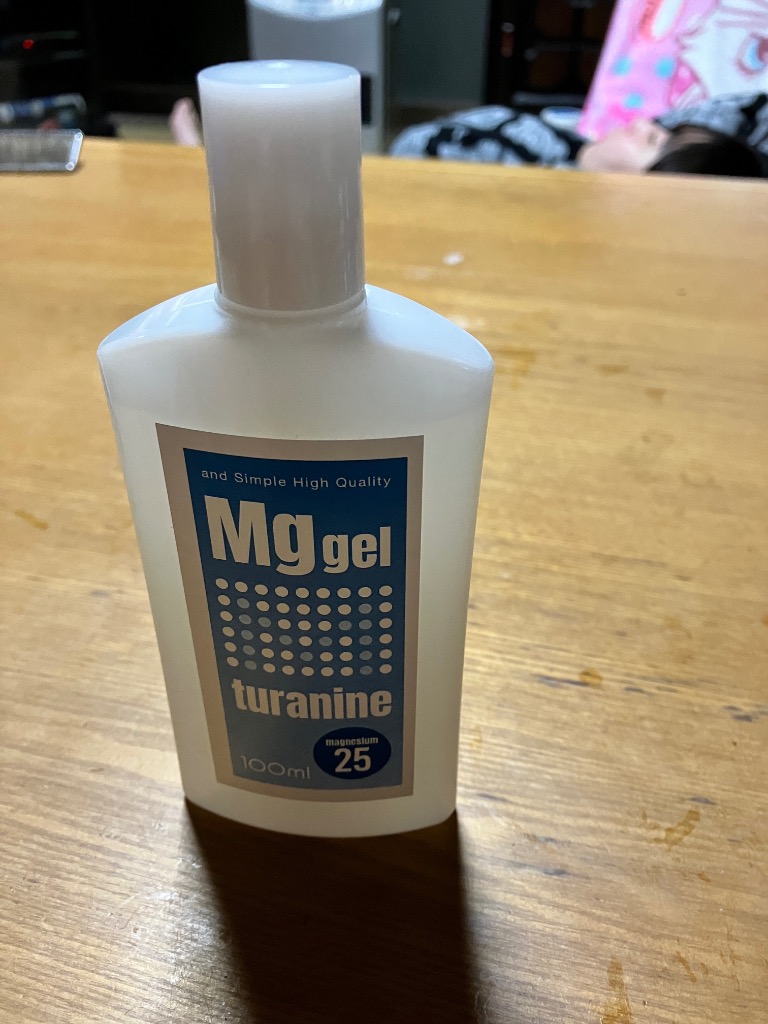 and Simple High Quality
Mg gel
turanine
magnesium
25
100ml